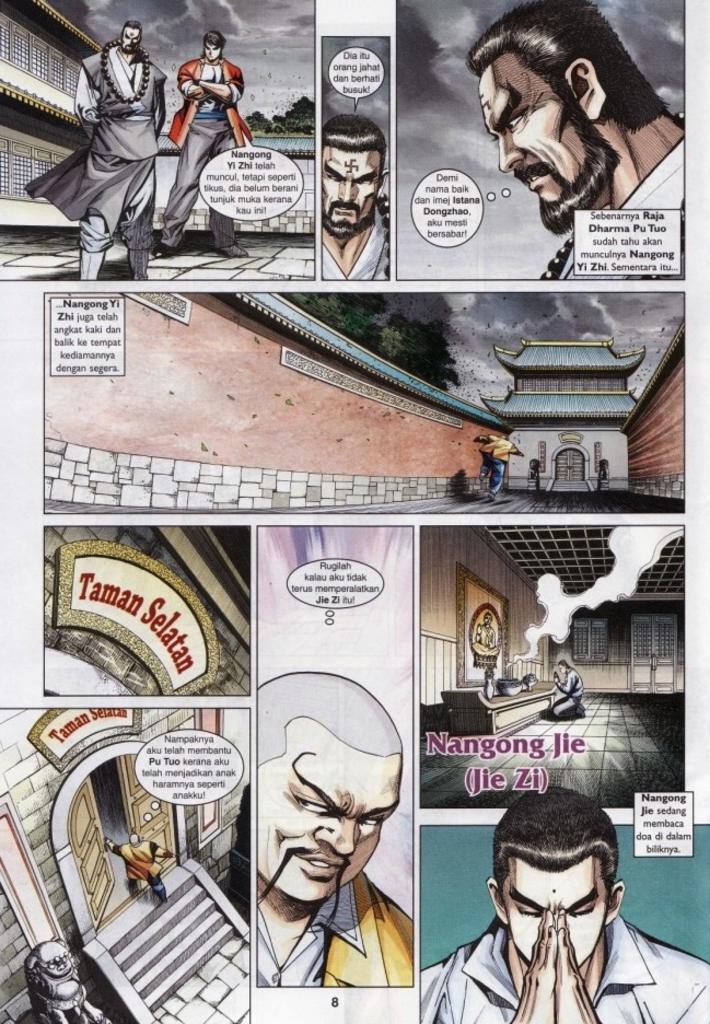 Nangong
Yi Zhi telah
muncul, tetapi seperti
tikus, dia belum berani
tunjuk muka kerana
kau ini!
Dia itu
orang jahat
dan berhati
busuk!
Demi
nama baik
dan imej Istana
Dongzhao,
aku mesti
bersabar!
Sebenarnya Raja
Dharma Pu Tuo
sudah tahu akan
muncul Nangong
Yi Zhi. Sementara itu...
...Nangong Yi
Zhi juga telah
angkat kaki dan
balik ke tempat
kediamannya
dengan segera.
Taman Selatan
Taman Selatan
Nampaknya
aku telah membantu
Pu Tuo kerana aku
telah menjadikan anak
haramnya seperti
anakku!
Rugilah
kalau aku tidak
terus memperalatkan
Jie Zi itu!
Nangong Jie
(Jie Zi)
Nangong
Jie sedang
membaca
doa di dalam
biliknya.
8